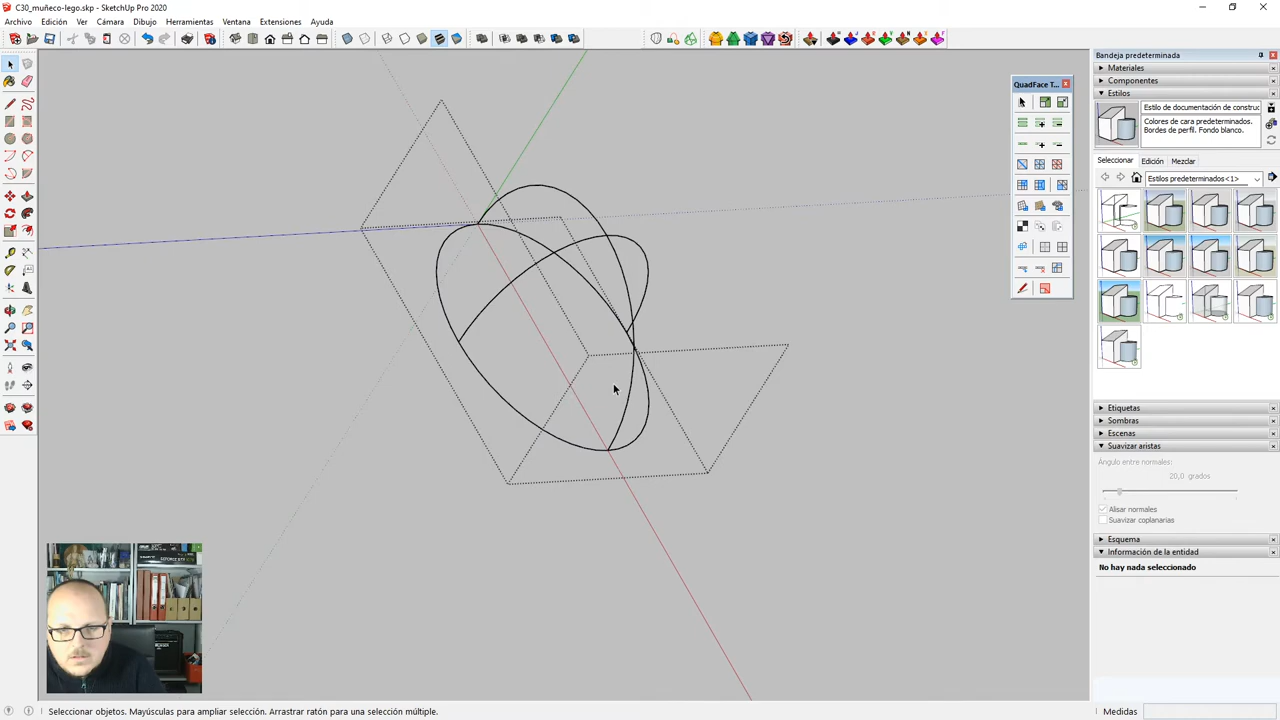 C30_muñeco-lego.skp - SketchUp Pro 2020
Archivo Edición Ver Cámara Dibujo Herramientas Ventana Extensiones Ayuda
Bandeja predeterminada
Materiales
Componentes
Estilos
Estilo de documentación de construc
Colores de cara predeterminados.
Bordes de perfil. Fondo blanco.
Seleccionar Edición Mezclar
Estilos predeterminados<1>
QuadFace T...
Etiquetas
Sombras
Escenas
Suavizar aristas
Ángulo entre normales:
20,0 grados
Alisar normales
Suavizar coplanarias
Esquema
Información de la entidad
No hay nada seleccionado
Seleccionar objetos. Mayúsculas para ampliar selección. Arrastrar ratón para una selección múltiple.
Medidas